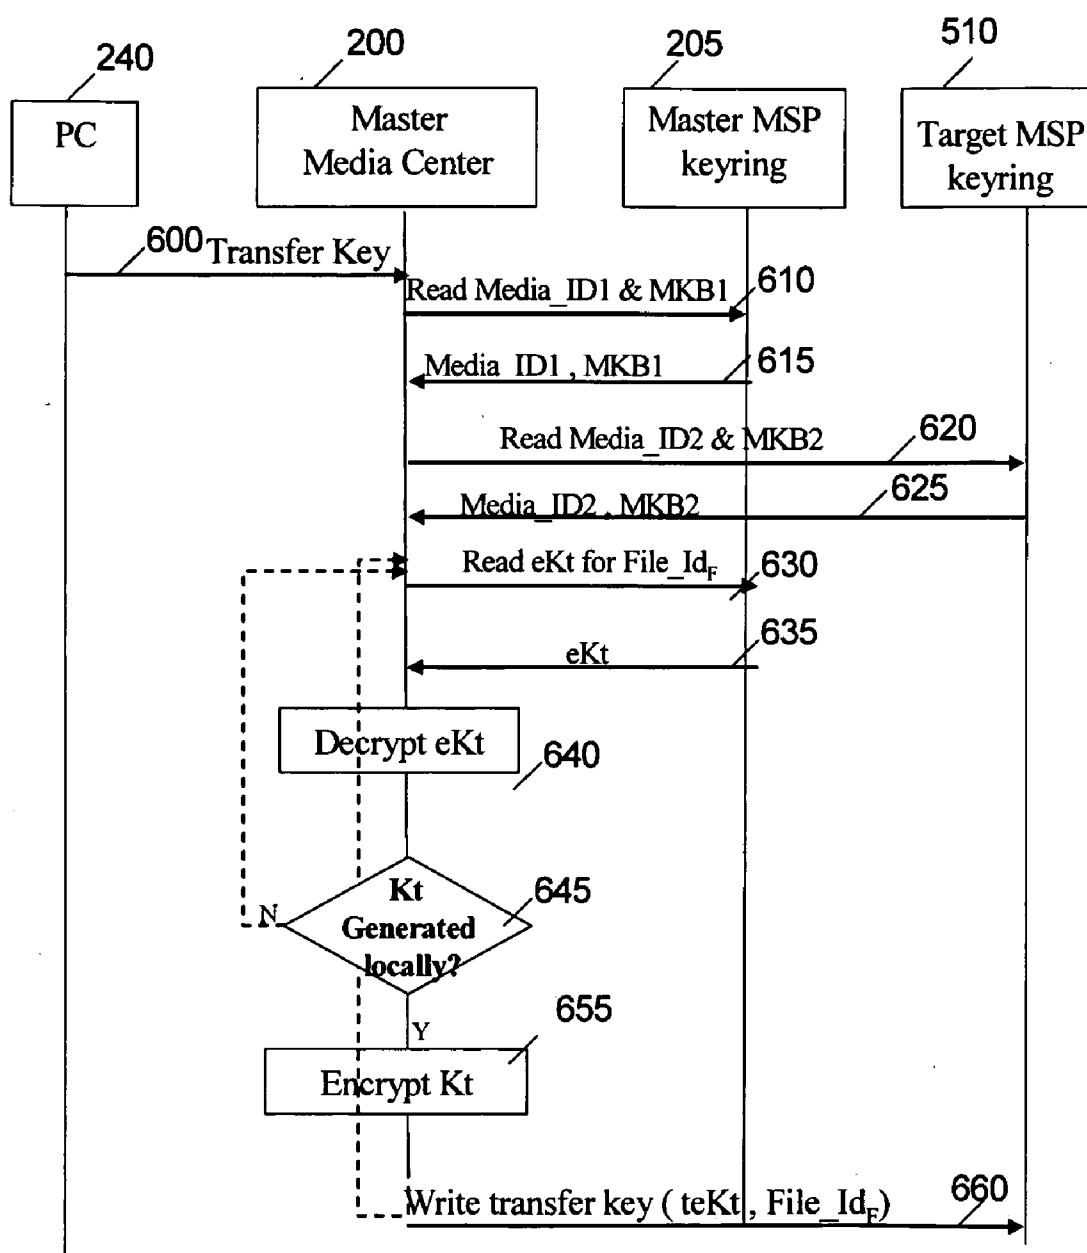 240
200
205
510
PC
Master
Media Center
Master MSP
keyring
Target MSP
keyring
600
Transfer Key
Read Media_ID1 & MKB1
610
Media_ID1 , MKB1
615
Read Media_ID2 & MKB2
620
Media_ID2 , MKB2
625
Read eKt for File_Id_F
630
eKt
635
Decrypt eKt
640
Kt
Generated
locally?
645
N
Y
655
Encrypt Kt
Write transfer key ( teKt , File_Id_F)
660